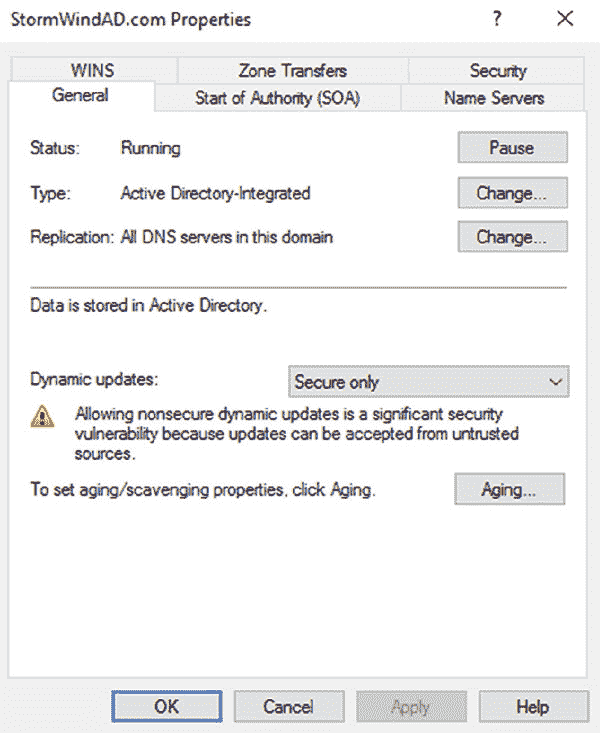 StormWindAD.com Properties ?
WINS Zone Transfers Security
General Start of Authority (SOA) Name Servers
Status: Running Pause
Type: Active Directory-Integrated Change...
Replication: All DNS servers in this domain Change...
Data is stored in Active Directory.
Dynamic updates: Secure only
Allowing nonsecure dynamic updates is a significant security
vulnerability because updates can be accepted from untrusted
sources.
To set aging/scavenging properties, click Aging. Aging...
OK Cancel Apply Help